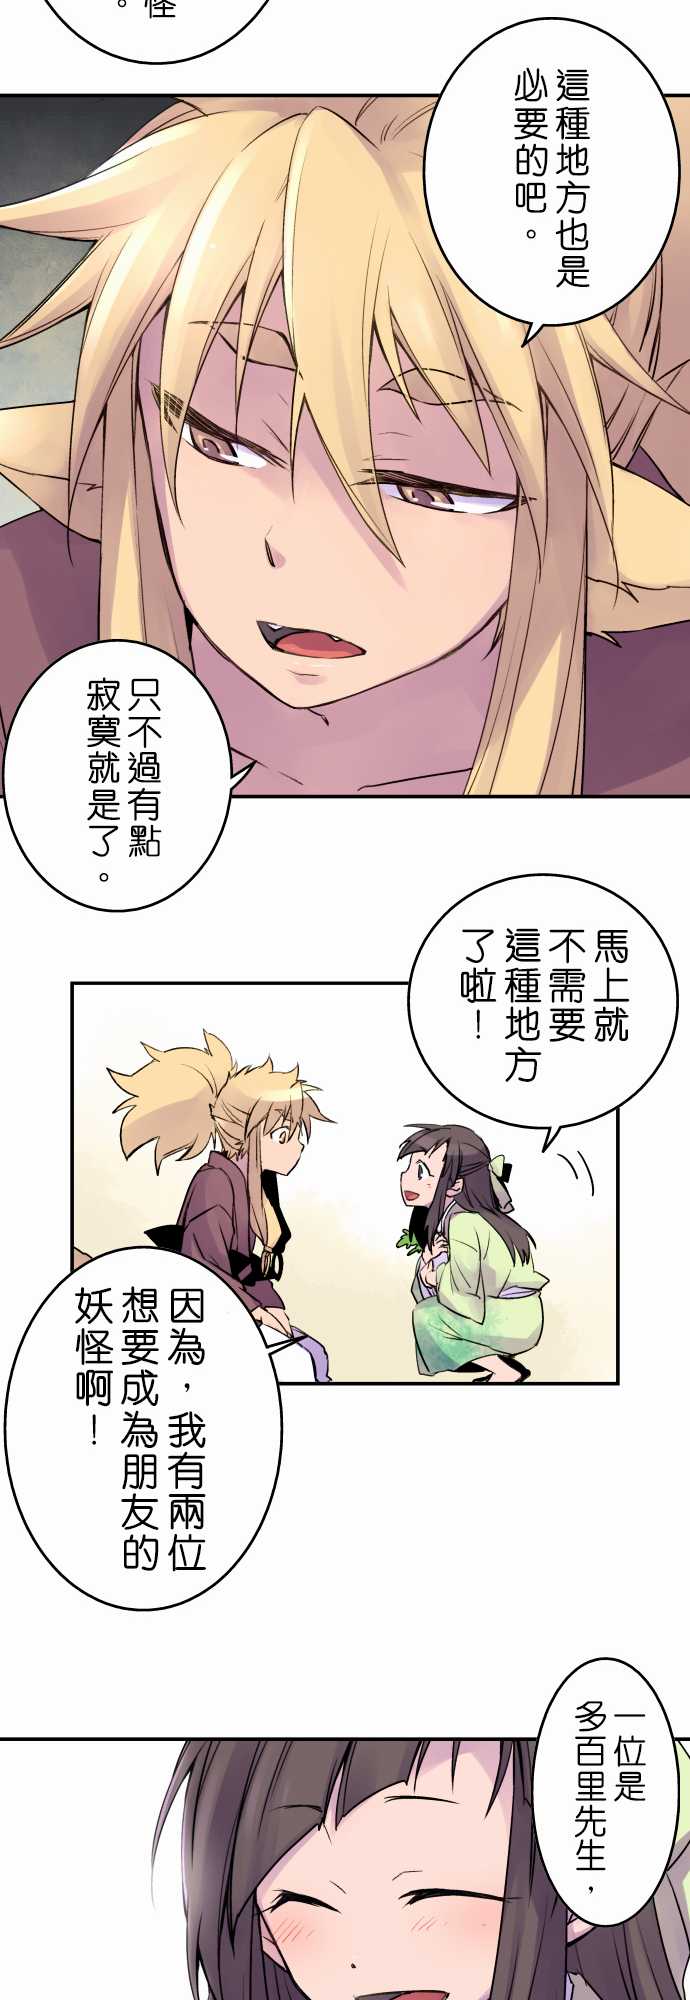 怪
。
這種地方也是
必要的吧。
只不過有點
寂寞就是了。
馬上就
不需要
這種地方
了啦！
因為，我有兩位
想要成為朋友的
妖怪啊！
一位是
多百里先生，